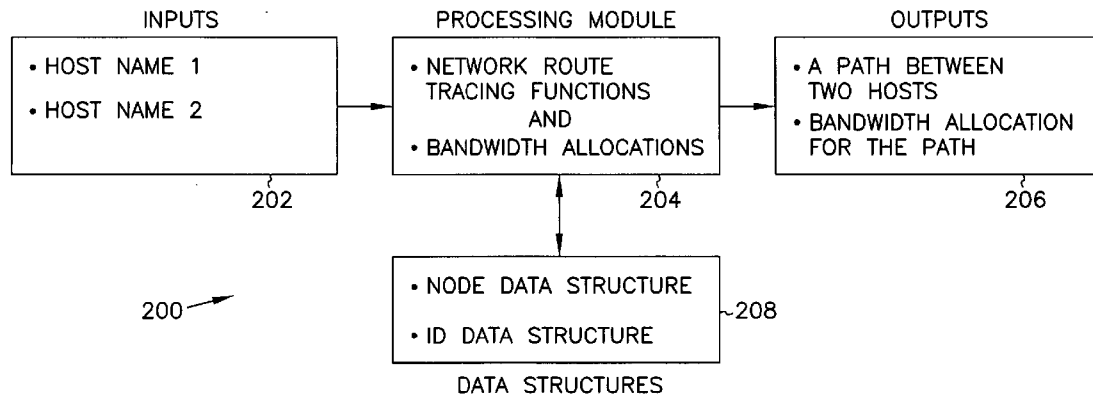 INPUTS
• HOST NAME 1
• HOST NAME 2
202
PROCESSING MODULE
• NETWORK ROUTE
TRACING FUNCTIONS
AND
• BANDWIDTH ALLOCATIONS
204
OUTPUTS
• A PATH BETWEEN
TWO HOSTS
• BANDWIDTH ALLOCATION
FOR THE PATH
206
200
• NODE DATA STRUCTURE
• ID DATA STRUCTURE
208
DATA STRUCTURES